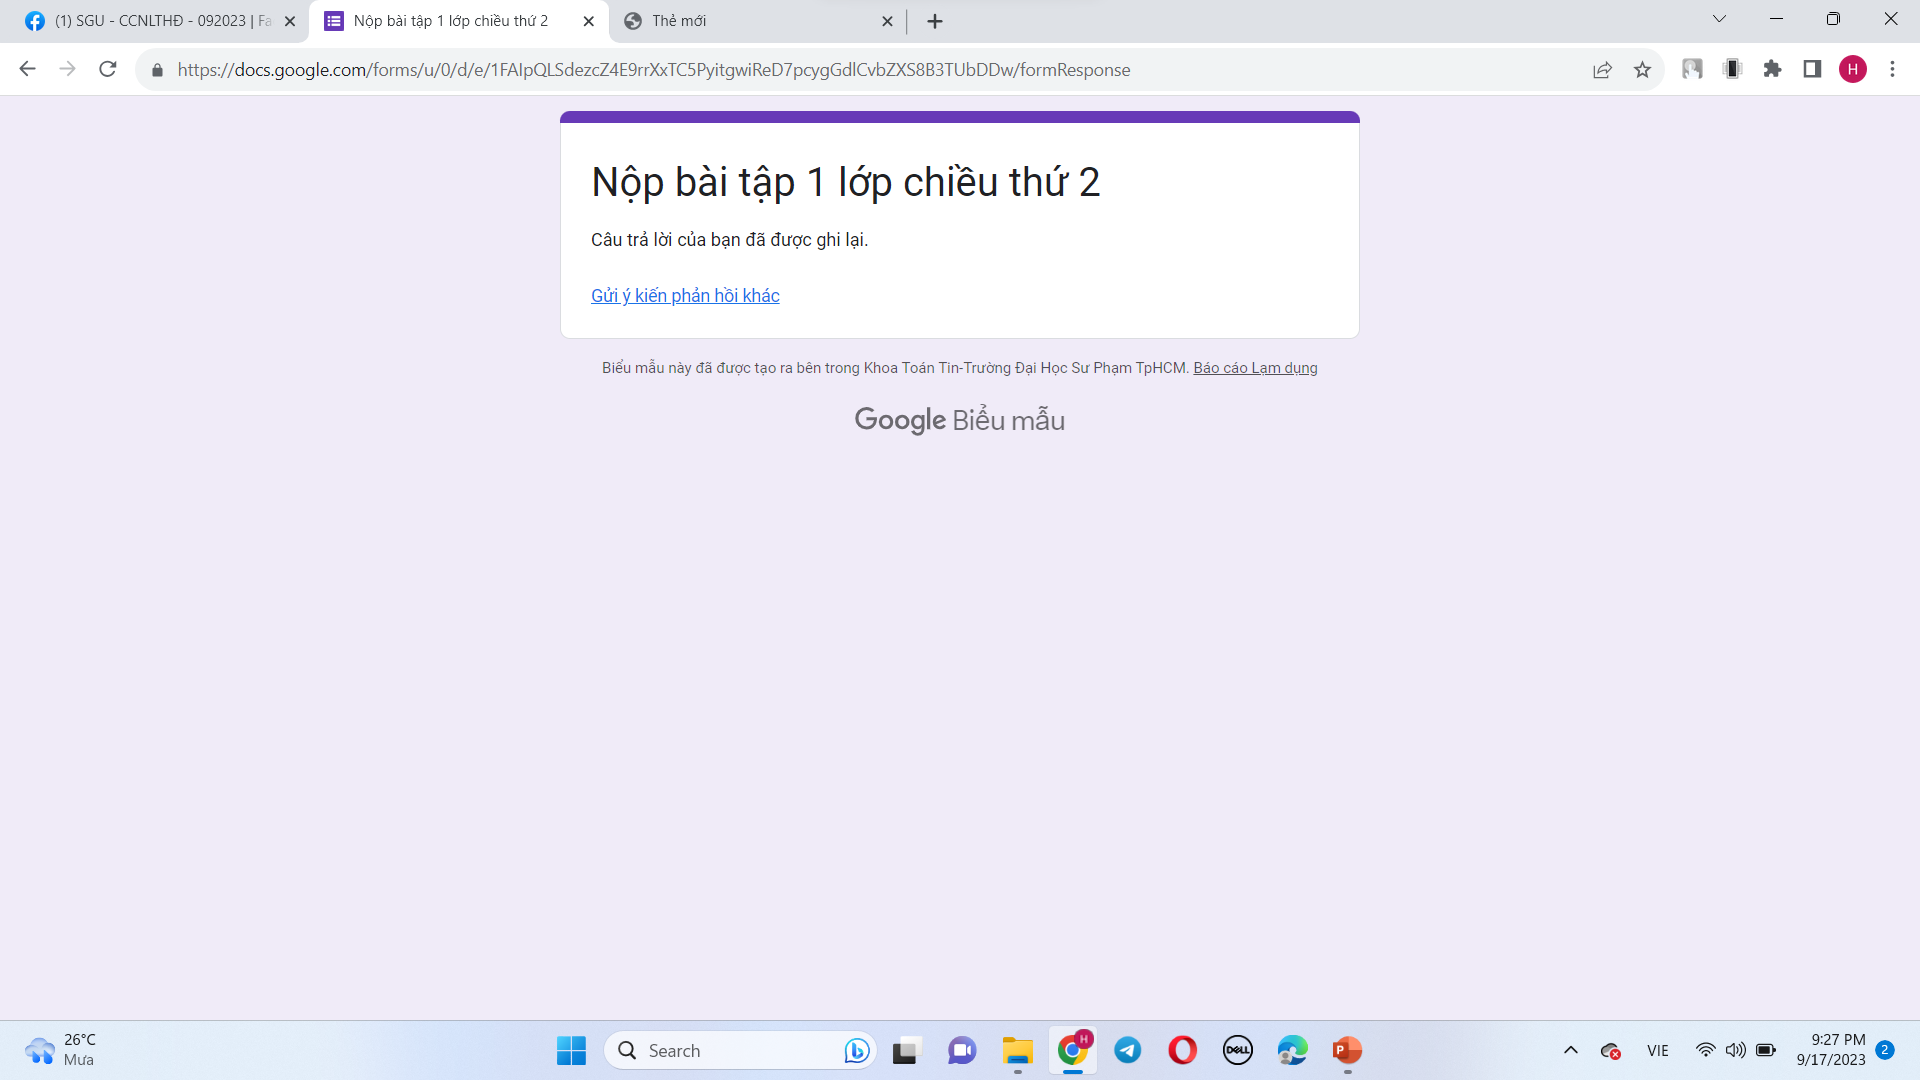 (1) SGU - CCNLTHĐ - 092023 | Fa
Nộp bài tập 1 lớp chiều thứ 2
Thẻ mới
https://docs.google.com/forms/u/0/d/e/1FAIpQLSdezcZ4E9rrXxTC5PyitgwiReD7pcygGdlCvbZXS8B3TUbDDw/formResponse
H
Nộp bài tập 1 lớp chiều thứ 2
Câu trả lời của bạn đã được ghi lại.
Gửi ý kiến phản hồi khác
Biểu mẫu này đã được tạo ra bên trong Khoa Toán Tin-Trường Đại Học Sư Phạm TpHCM. Báo cáo Lạm dụng
Google Biểu mẫu
26°C
Mưa
Search
H
DELL
P
VIE
9:27 PM
9/17/2023
2